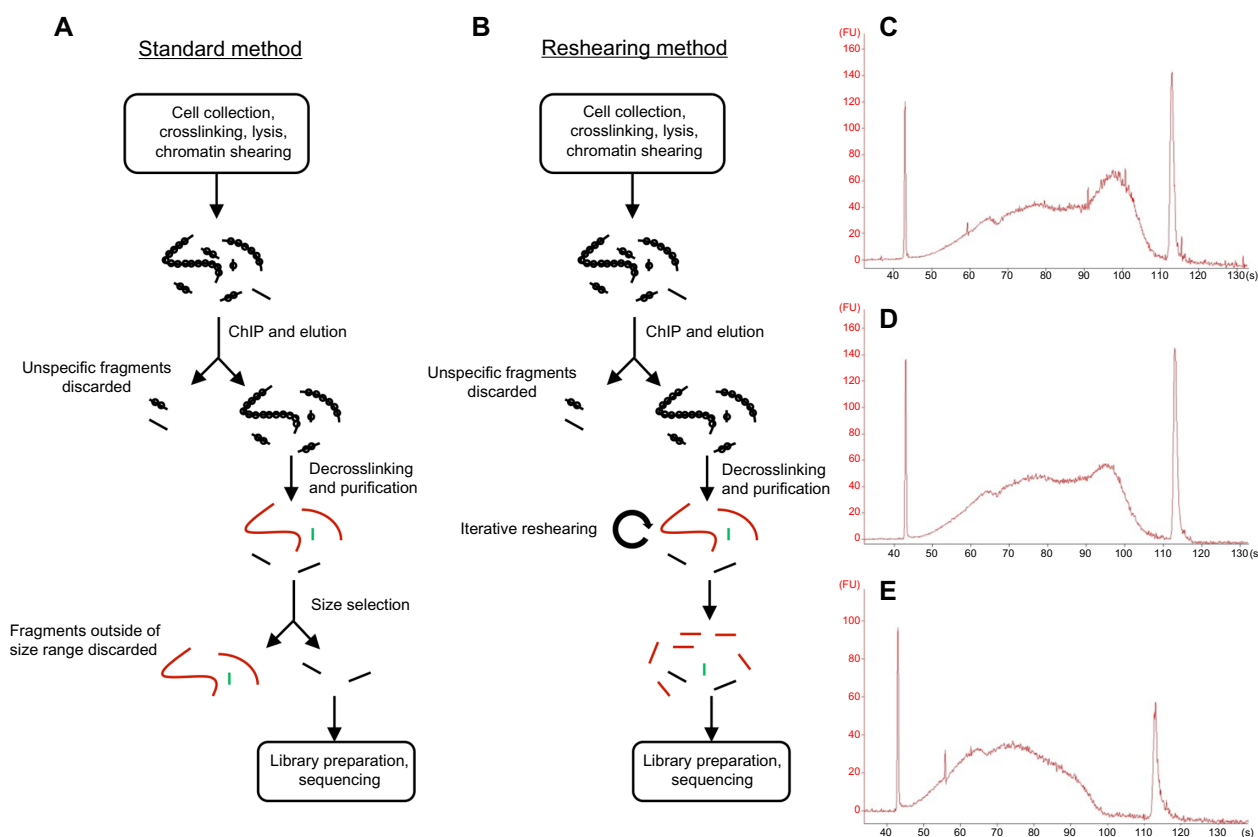 A
Standard method
Cell collection,
crosslinking, lysis,
chromatin shearing
ChIP and elution
Unspecific fragments
discarded
Decrosslinking
and purification
Size selection
Fragments outside of
size range discarded
Library preparation,
sequencing
B
Reshearing method
Cell collection,
crosslinking, lysis,
chromatin shearing
ChIP and elution
Unspecific fragments
discarded
Decrosslinking
and purification
Iterative reshearing
Library preparation,
sequencing
C
(FU)
160
140
120
100
80
60
40
20
0
40 50 60 70 80 90 100 110 120 130(s)
D
(FU)
160
140
120
100
80
60
40
20
0
40 50 60 70 80 90 100 110 120 130(s
E
(FU)
100
80
60
40
20
0
40 50 60 70 80 90 100 110 120 130 (s)